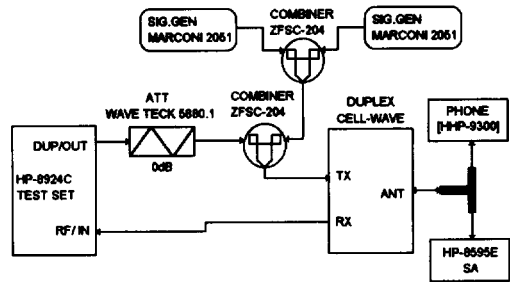 SIG.GEN
MARCONI 2051
COMBINER
ZFSC-204
SIG.GEN
MARCONI 2051
ATT
WAVE TECK 5880.1
0dB
COMBINER
ZFSC-204
DUPLEX
CELL-WAVE
PHONE
[HHP-9300]
DUP/OUT
HP-8924C
TEST SET
RF/ IN
TX
ANT
RX
HP-8595E
SA